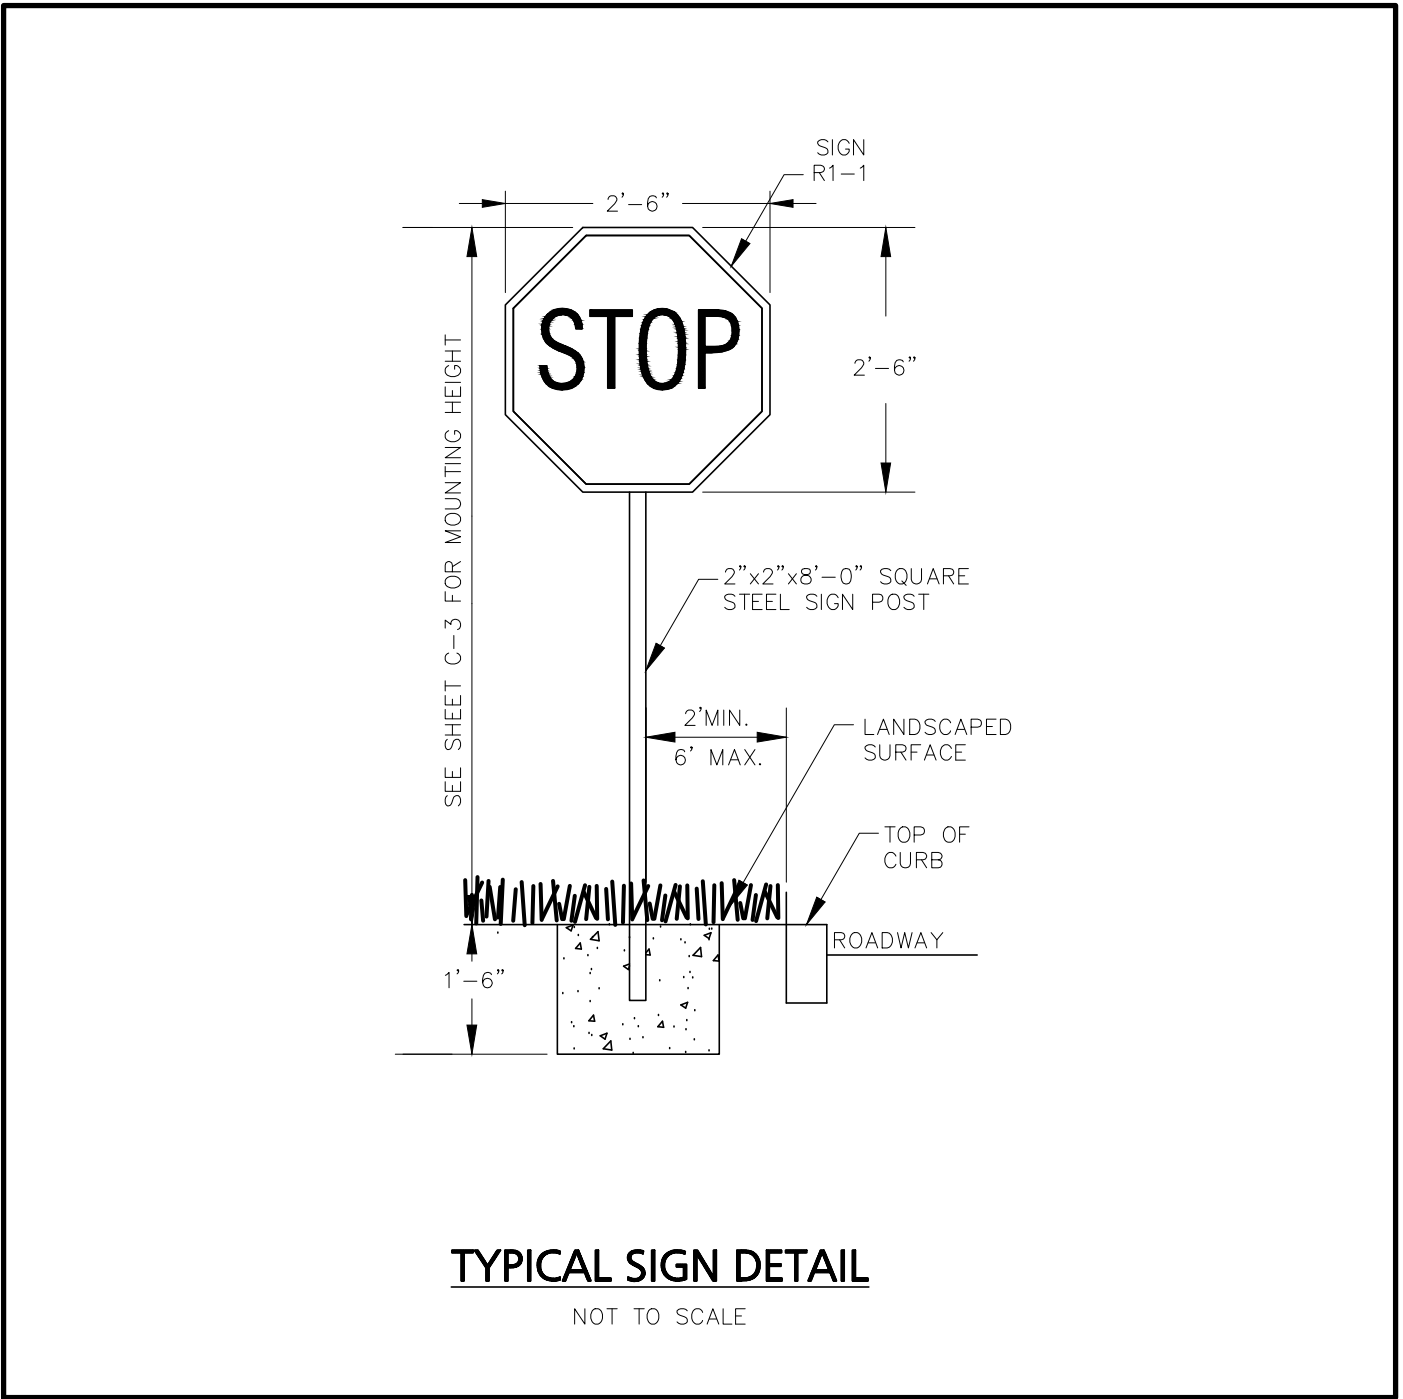 SIGN
R1-1
2'-6"
STOP
2'-6"
SEE SHEET C-3 FOR MOUNTING HEIGHT
2"x2"x8'-0" SQUARE
STEEL SIGN POST
2'MIN.
6' MAX.
LANDSCAPED
SURFACE
TOP OF
CURB
ROADWAY
1'-6"
TYPICAL SIGN DETAIL
NOT TO SCALE